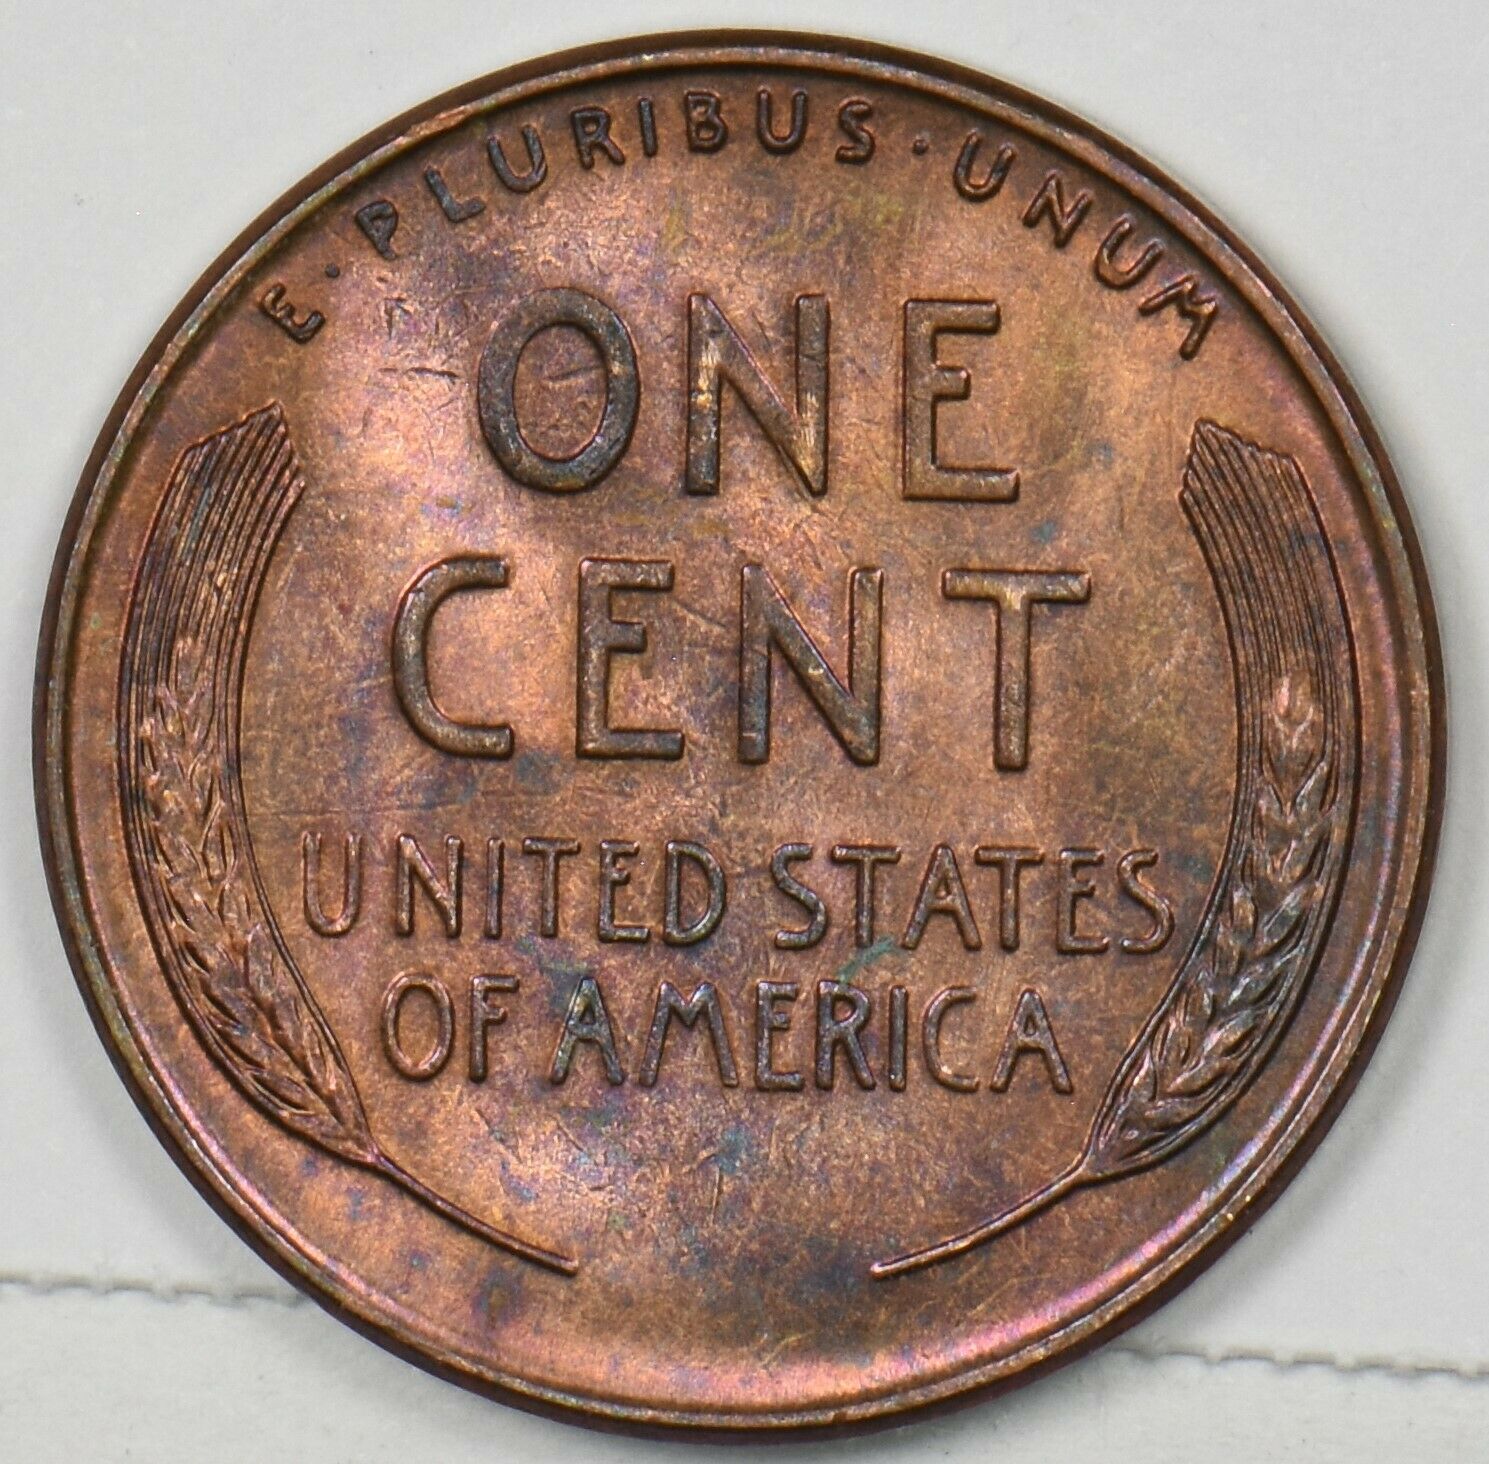 E · PLURIBUS · UNUM
ONE
CENT
UNITED STATES
OF AMERICA